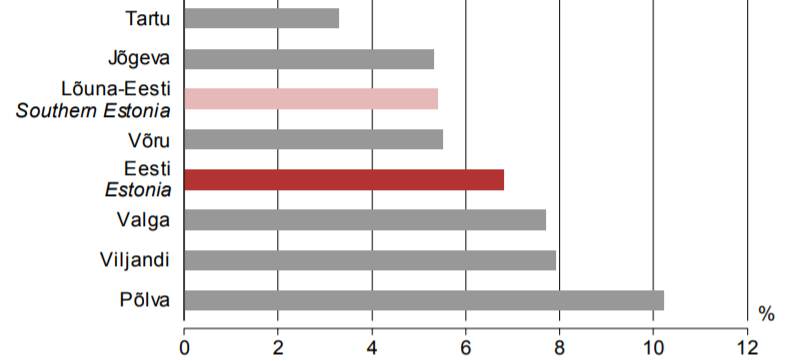 Tartu
Jõgeva
Lõuna-Eesti
Southern Estonia
Võru
Eesti
Estonia
Valga
Viljandi
Põlva
%
0 2 4 6 8 10 12